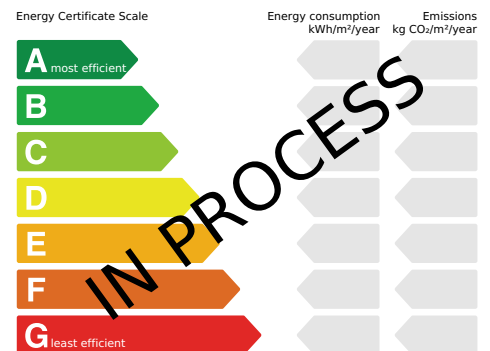 Energy Certificate Scale
Energy consumption
kWh/m²/year
Emissions
kg CO₂/m²/year
A most efficient
B
C
D
E
F
G least efficient
IN PROCESS